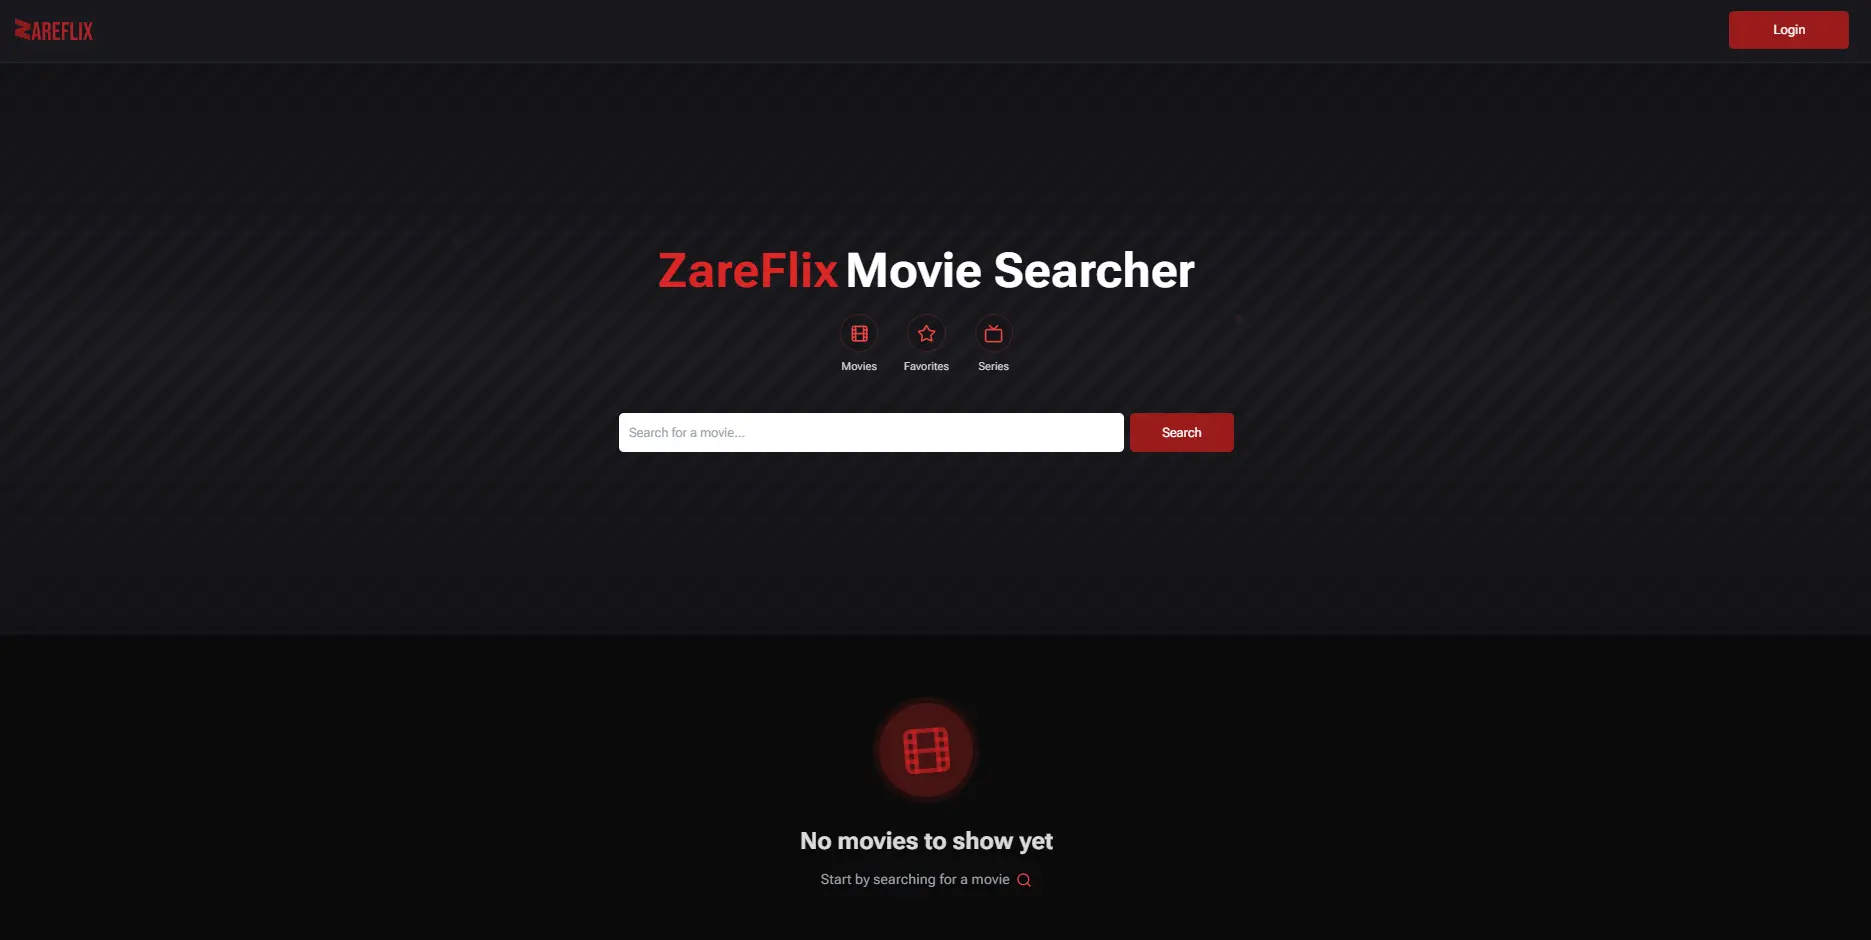 ZAREFLIX
Login
ZareFlix Movie Searcher
Movies Favorites Series
Search for a movie...
Search
No movies to show yet
Start by searching for a movie